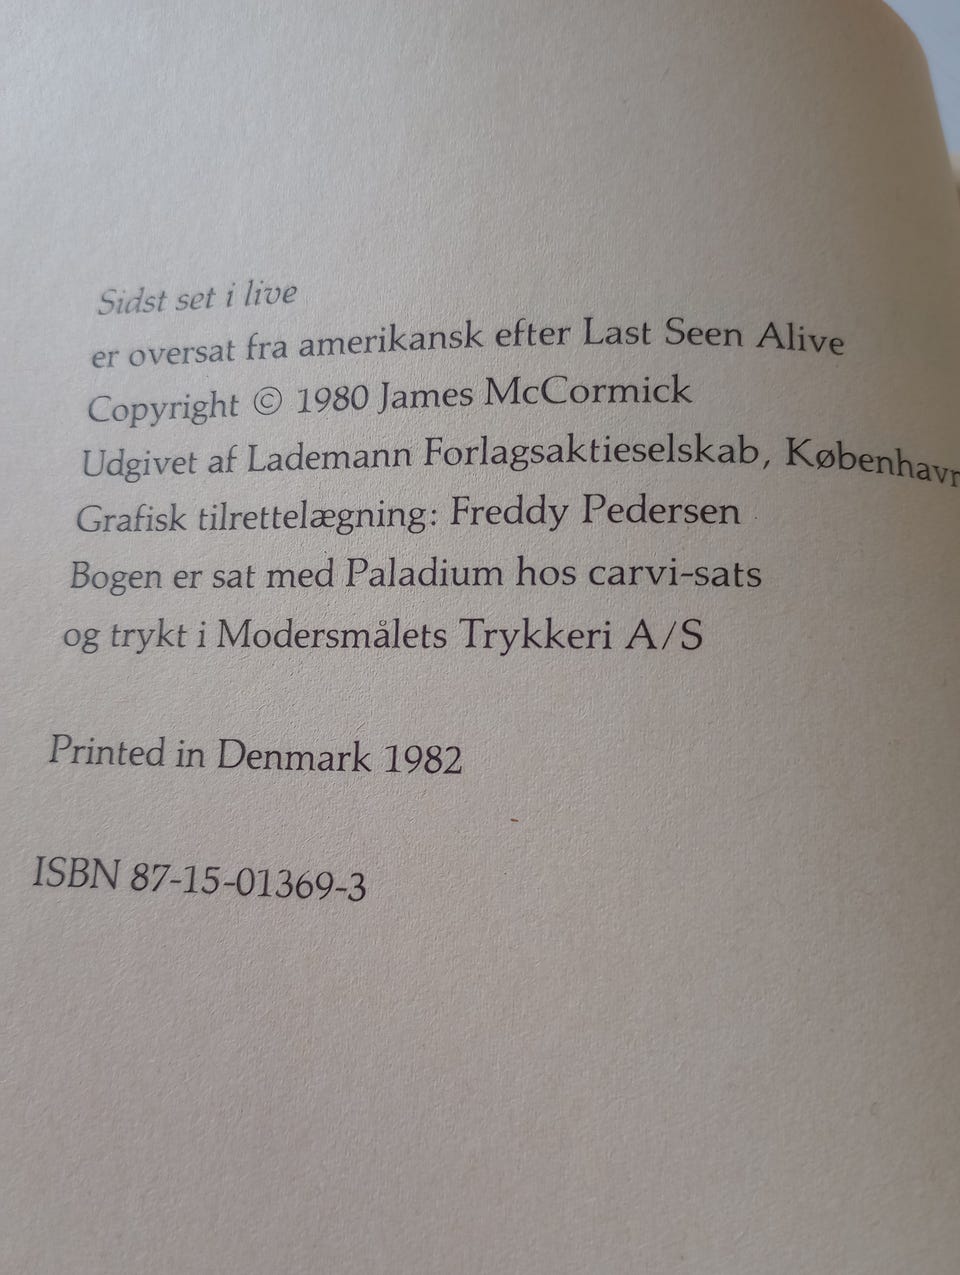 Sidst set i live
er oversat fra amerikansk efter Last Seen Alive
Copyright © 1980 James McCormick
Udgivet af Lademann Forlagsaktieselskab, København
Grafisk tilrettelægning: Freddy Pedersen
Bogen er sat med Paladium hos carvi-sats
og trykt i Modersmålets Trykkeri A/S
Printed in Denmark 1982
ISBN 87-15-01369-3